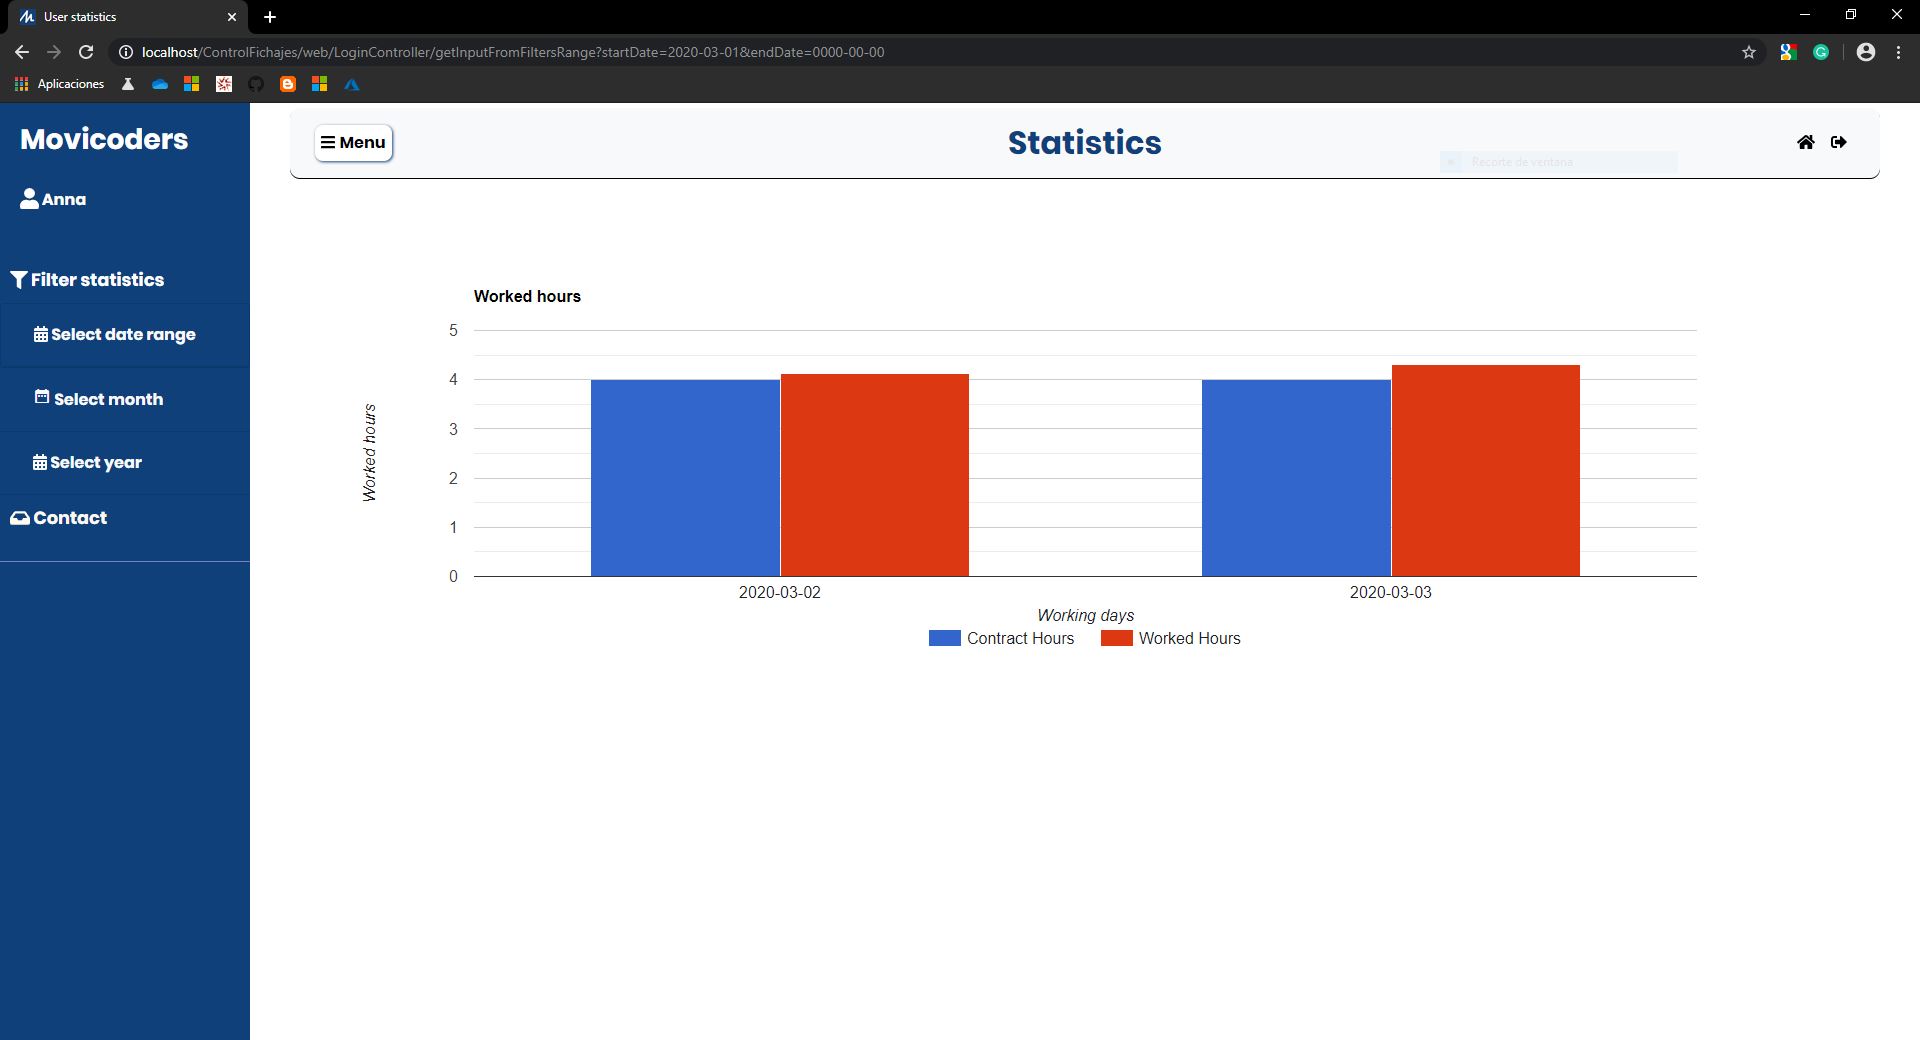 User statistics
localhost/ControlFichajes/web/LoginController/getInputFromFiltersRange?startDate=2020-03-01&endDate=0000-00-00
Aplicaciones
Movicoders
Menu
Statistics
Recorte de ventana
Anna
Filter statistics
Select date range
Select month
Select year
Contact
Worked hours
5
4
3
2
1
0
Worked hours
2020-03-02 2020-03-03
Working days
Contract Hours Worked Hours